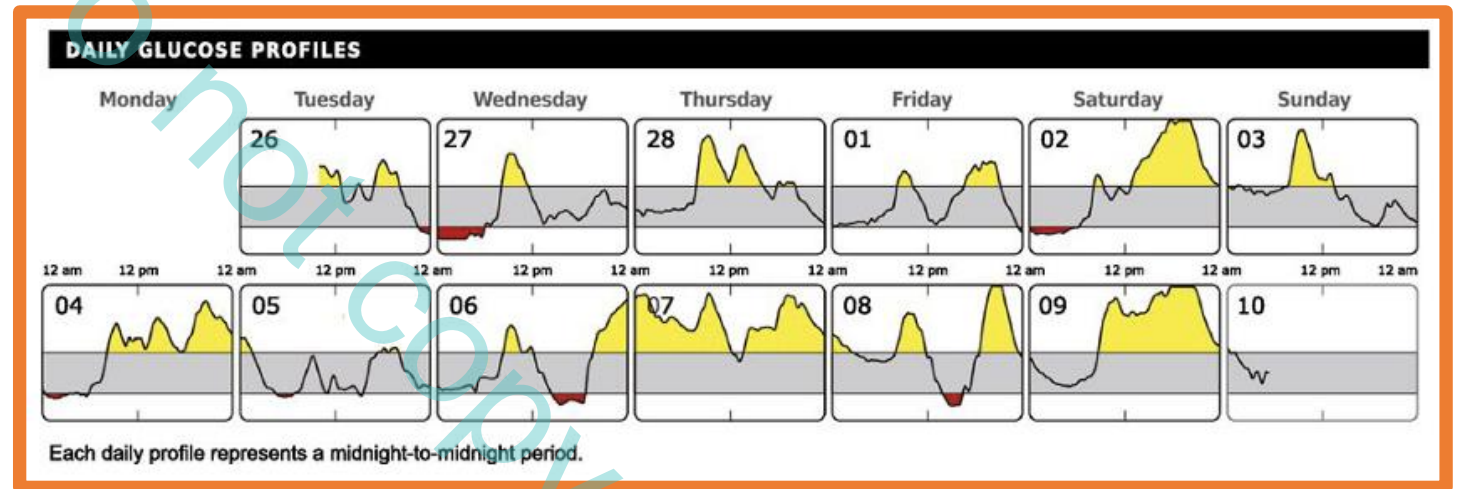 DAILY GLUCOSE PROFILES
Monday Tuesday Wednesday Thursday Friday Saturday Sunday
26 27 28 01 02 03
12 am 12 pm 12 am 12 pm 12 am 12 pm 12 am 12 pm 12 am 12 pm 12 am 12 pm 12 am 12 pm 12 am
04 05 06 07 08 09 10
Each daily profile represents a midnight-to-midnight period.
o not copy